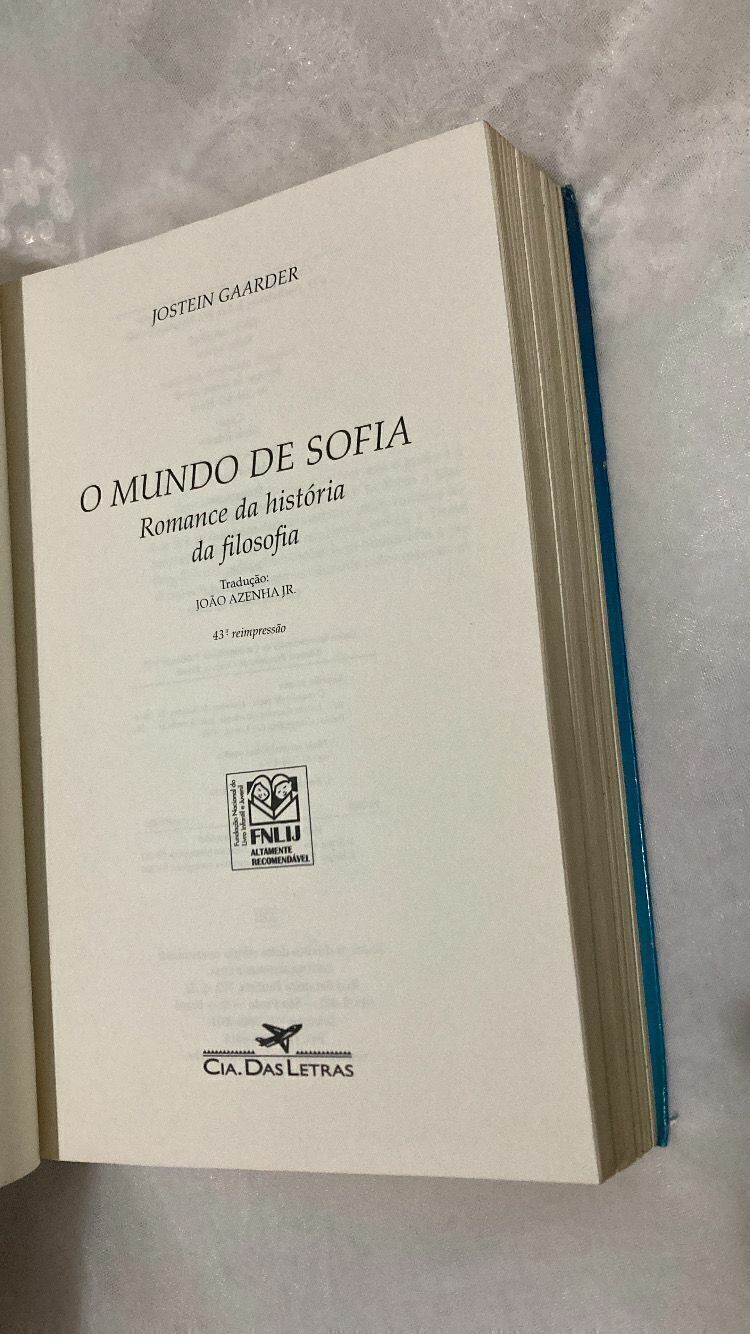 JOSTEIN GAARDER
O MUNDO DE SOFIA
Romance da história
da filosofia
Tradução:
JOÃO AZENHA JR.
43ª reimpressão
Fundação Nacional do
Livro Infantil e Juvenil
FNLIJ
ALTAMENTE
RECOMENDÁVEL
CIA. DAS LETRAS